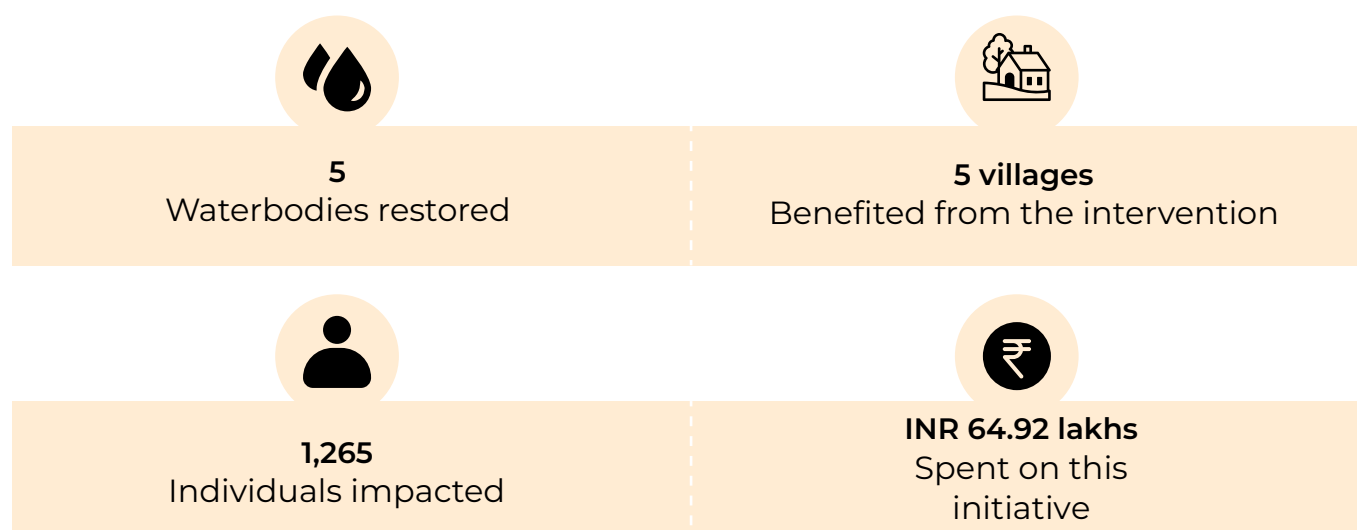 5
Waterbodies restored
5 villages
Benefited from the intervention
1,265
Individuals impacted
₹
INR 64.92 lakhs
Spent on this
initiative